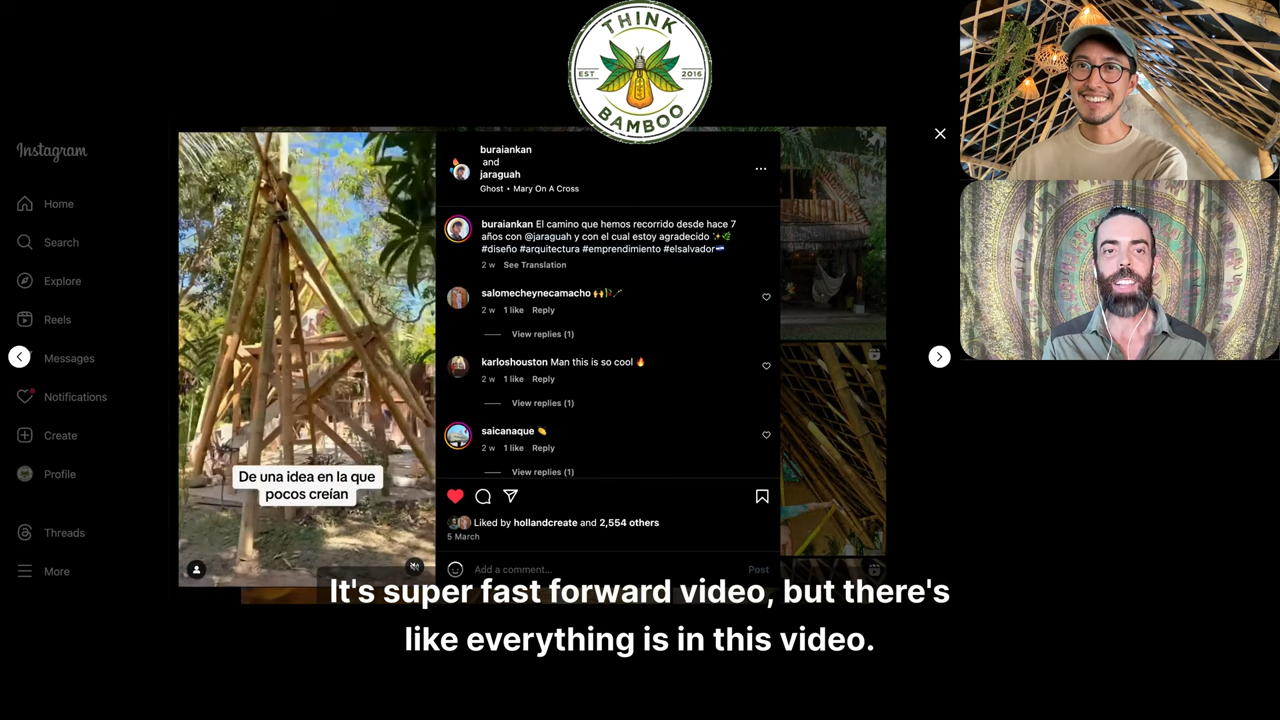 THINK
EST 2016
BAMBOO
Instagram
Home
Search
Explore
Reels
Messages
Notifications
Create
Profile
Threads
More
De una idea en la que
pocos creían
buraiankan
and
jaraguah
Ghost • Mary On A Cross
buraiankan El camino que hemos recorrido desde hace 7
años con @jaraguah y con el cual estoy agradecido ✨🌿
#diseño #arquitectura #emprendimiento #elsalvador🇸🇻
2 w See Translation
salomecheynecamacho 🙌🎋🪄
2 w 1 like Reply
View replies (1)
karloshouston Man this is so cool 🔥
2 w 1 like Reply
View replies (1)
saicanaque 👏
2 w 1 like Reply
View replies (1)
Liked by hollandcreate and 2,554 others
5 March
Add a comment...
Post
It's super fast forward video, but there's
like everything is in this video.